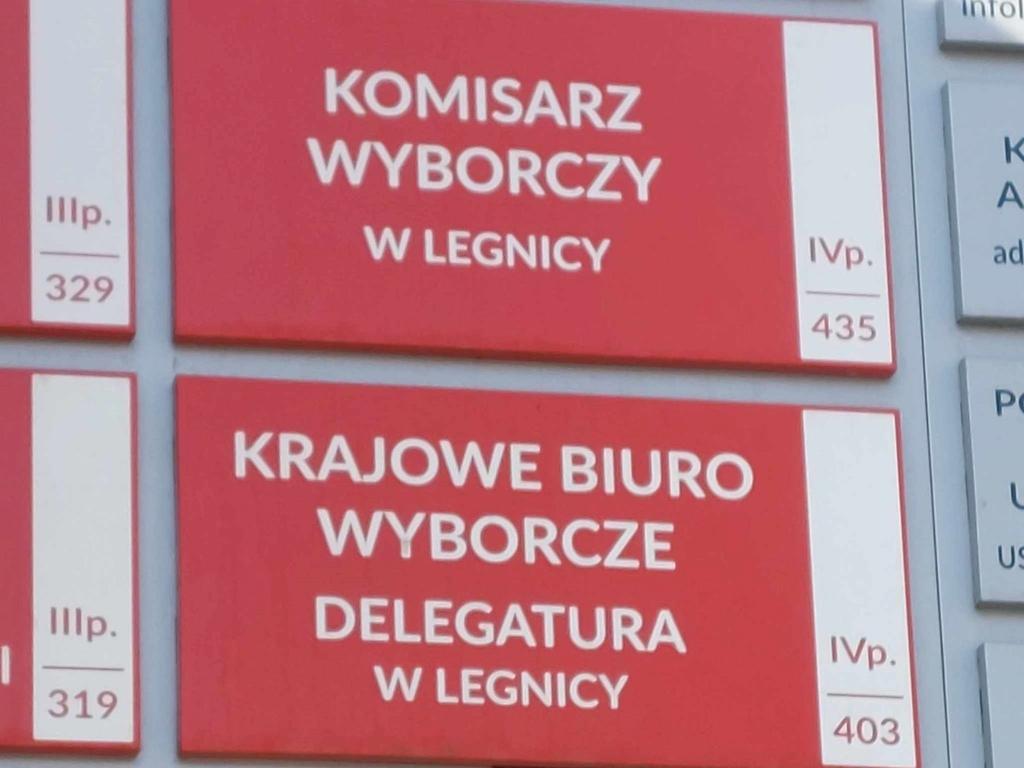 IIIp.
329
KOMISARZ
WYBORCZY
W LEGNICY
IVp.
435
IIIp.
319
KRAJOWE BIURO
WYBORCZE
DELEGATURA
W LEGNICY
IVp.
403